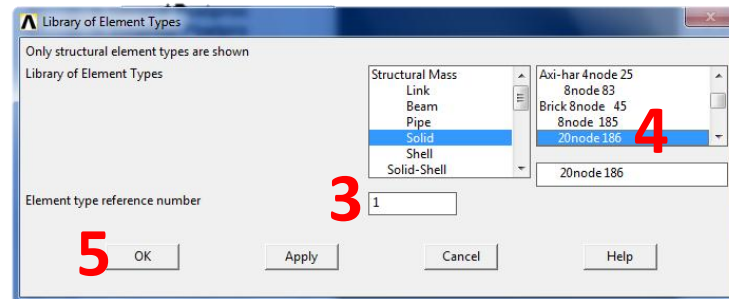 Library of Element Types
Only structural element types are shown
Library of Element Types
Structural Mass
Link
Beam
Pipe
Solid
Shell
Solid-Shell
Axi-har 4node 25
8node 83
Brick 8node 45
8node 185
20node 186
4
20node 186
Element type reference number
3
1
5
OK
Apply
Cancel
Help